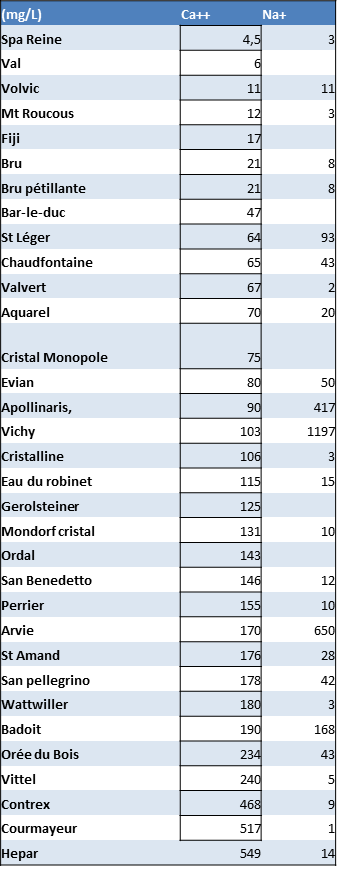 (mg/L) Ca++ Na+
Spa Reine 4,5 3
Val 6
Volvic 11 11
Mt Roucous 12 3
Fiji 17
Bru 21 8
Bru pétillante 21 8
Bar-le-duc 47
St Léger 64 93
Chaudfontaine 65 43
Valvert 67 2
Aquarel 70 20
Cristal Monopole 75
Evian 80 50
Apollinaris, 90 417
Vichy 103 1197
Cristalline 106 3
Eau du robinet 115 15
Gerolsteiner 125
Mondorf cristal 131 10
Ordal 143
San Benedetto 146 12
Perrier 155 10
Arvie 170 650
St Amand 176 28
San pellegrino 178 42
Wattwiller 180 3
Badoit 190 168
Orée du Bois 234 43
Vittel 240 5
Contrex 468 9
Courmayeur 517 1
Hepar 549 14